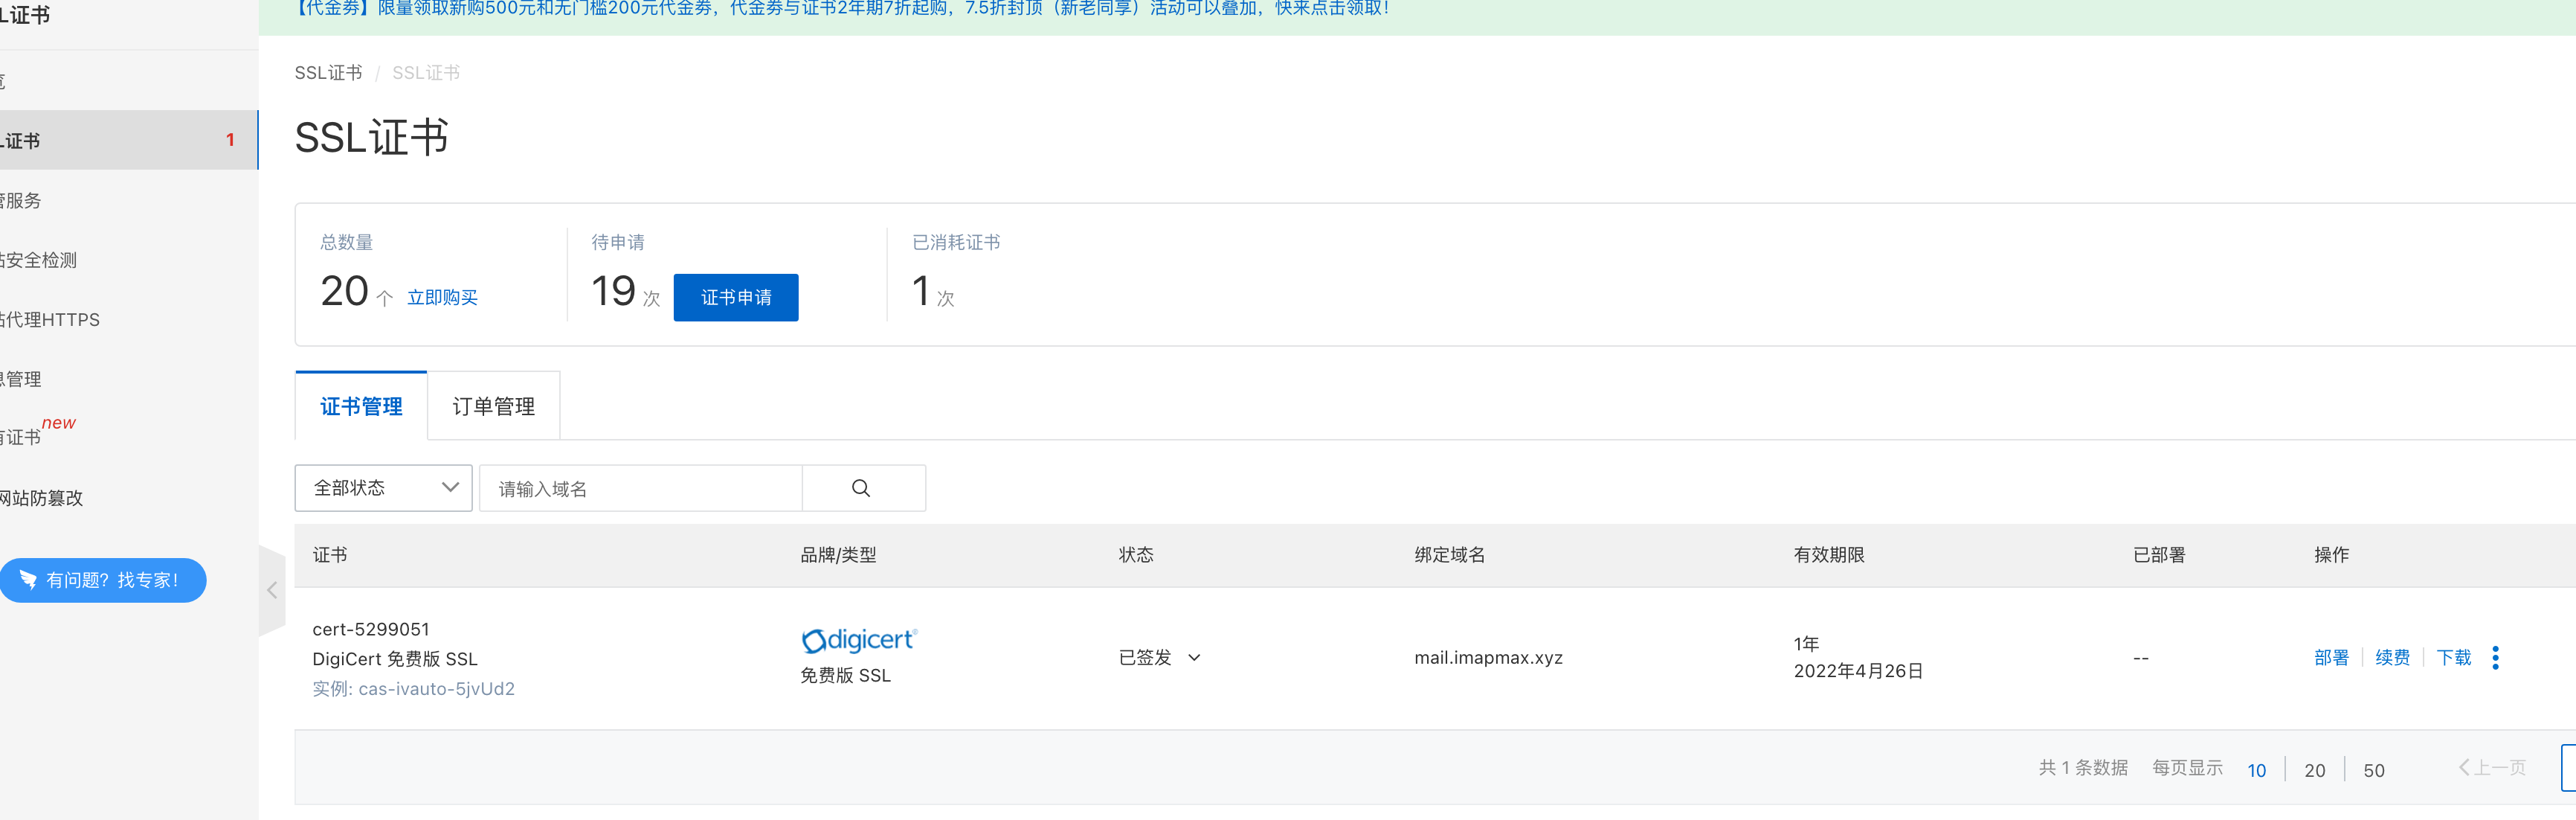 【代金券】限量领取新购500元和无门槛200元代金券，代金券与证书2年期7折起购，7.5折封顶（新老同享）活动可以叠加，快来点击领取！
L证书
览
L证书 1
管服务
站安全检测
站代理HTTPS
息管理
有证书 new
网站防篡改
有问题？找专家！
SSL证书 / SSL证书
SSL证书
总数量
20 个 立即购买
待申请
19 次 证书申请
已消耗证书
1 次
证书管理 订单管理
全部状态 请输入域名
证书 品牌/类型 状态 绑定域名 有效期限 已部署 操作
cert-5299051
DigiCert 免费版 SSL
实例: cas-ivauto-5jvUd2
digicert®
免费版 SSL
已签发
mail.imapmax.xyz
1年
2022年4月26日
--
部署 续费 下载
共 1 条数据 每页显示 10 20 50 上一页